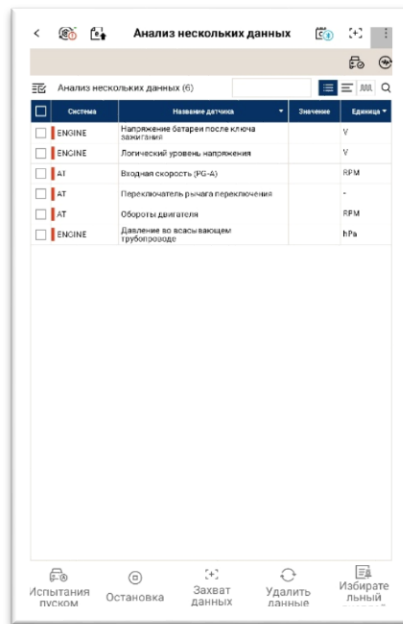 Анализ нескольких данных
Анализ нескольких данных (6)
Система Название датчика Значение Единица
ENGINE Напряжение батареи после ключа
зажигания V
ENGINE Логический уровень напряжения V
AT Входная скорость (PG-A) RPM
AT Переключатель рычага переключения -
AT Обороты двигателя RPM
ENGINE Давление во всасывающем
трубопроводе hPa
Испытания
пуском
Остановка
Захват
данных
Удалить
данные
Избирате
льный